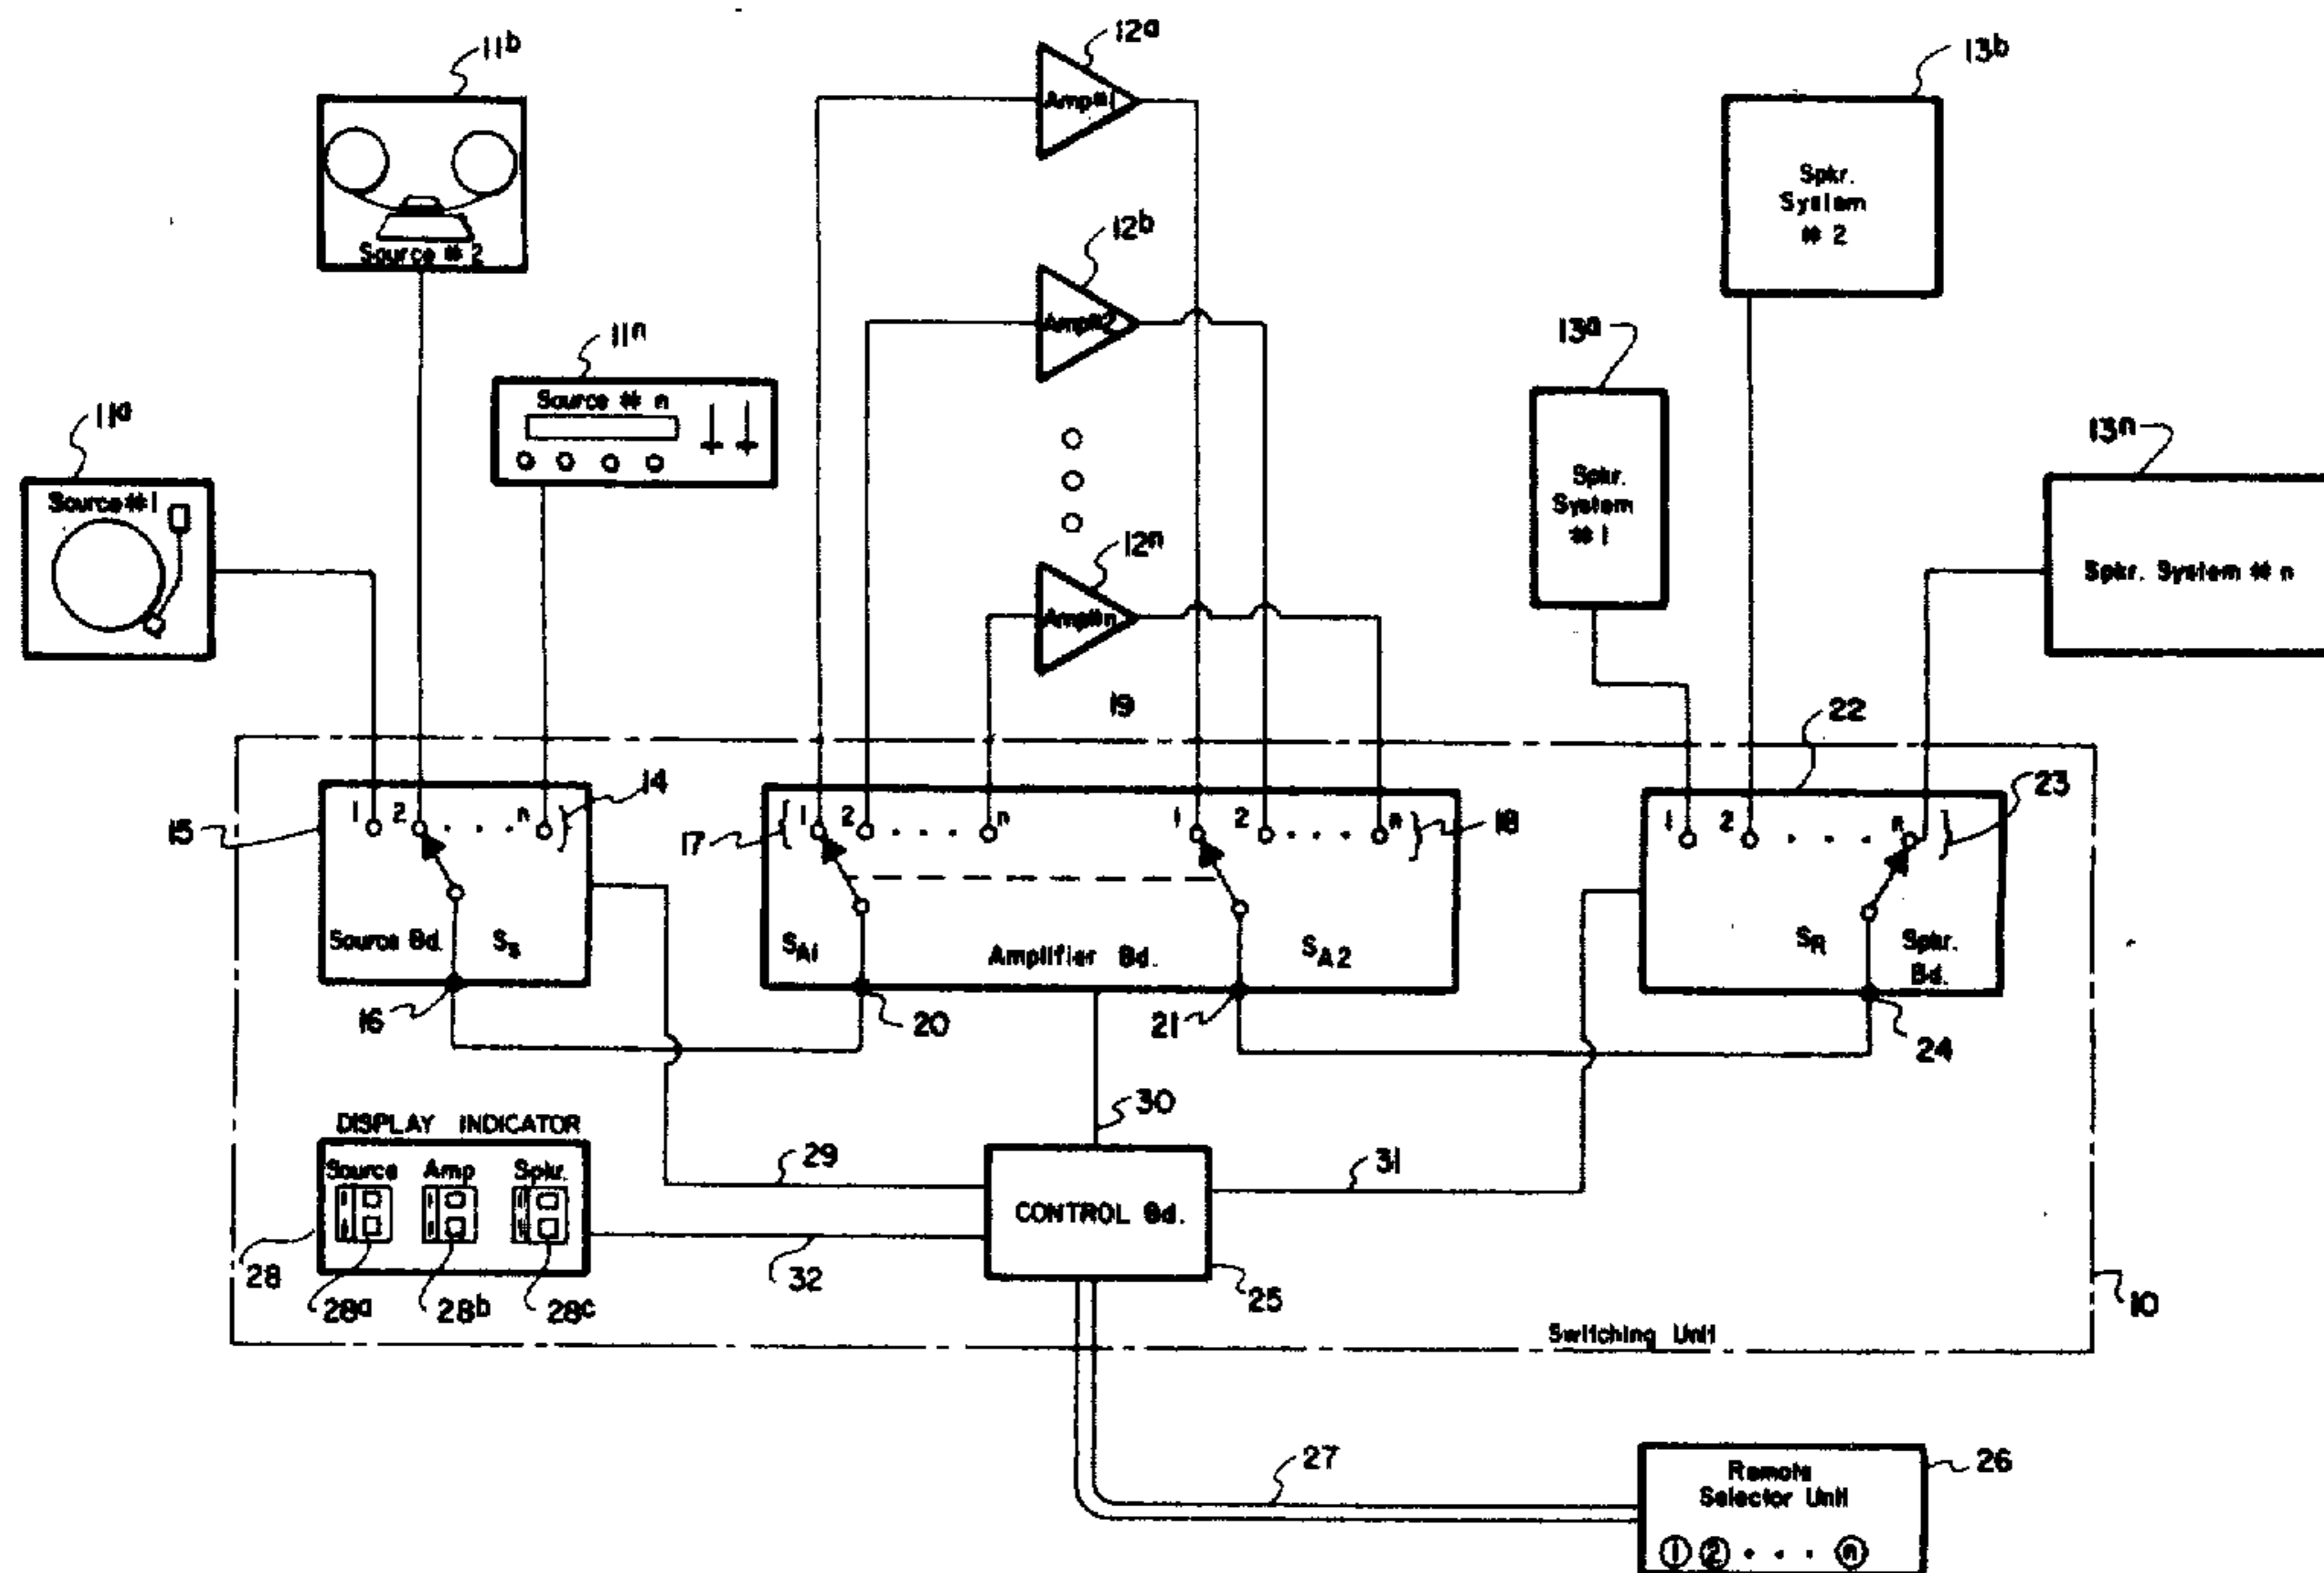 11b
Source # 2
12a
Amp#1
13b
Spkr.
System
# 2
12b
Amp#2
11n
Source # n
13a
Spkr.
System
# 1
11a
Source # 1
13n
Spkr. System # n
12n
Amp#n
19
22
14
1 2 . . . n
15
Source Bd. SS
16
17
1 2 . . . n
1 2 . . . n
18
SA1
Amplifier Bd.
SA2
20
21
23
1 2 . . . n
SR
Spkr.
Bd.
24
DISPLAY INDICATOR
Source Amp Spkr.
28
28a
28b
28c
29
30
31
32
CONTROL Bd.
25
10
Switching Unit
27
26
Remote
Selector Unit
1 2 . . . n